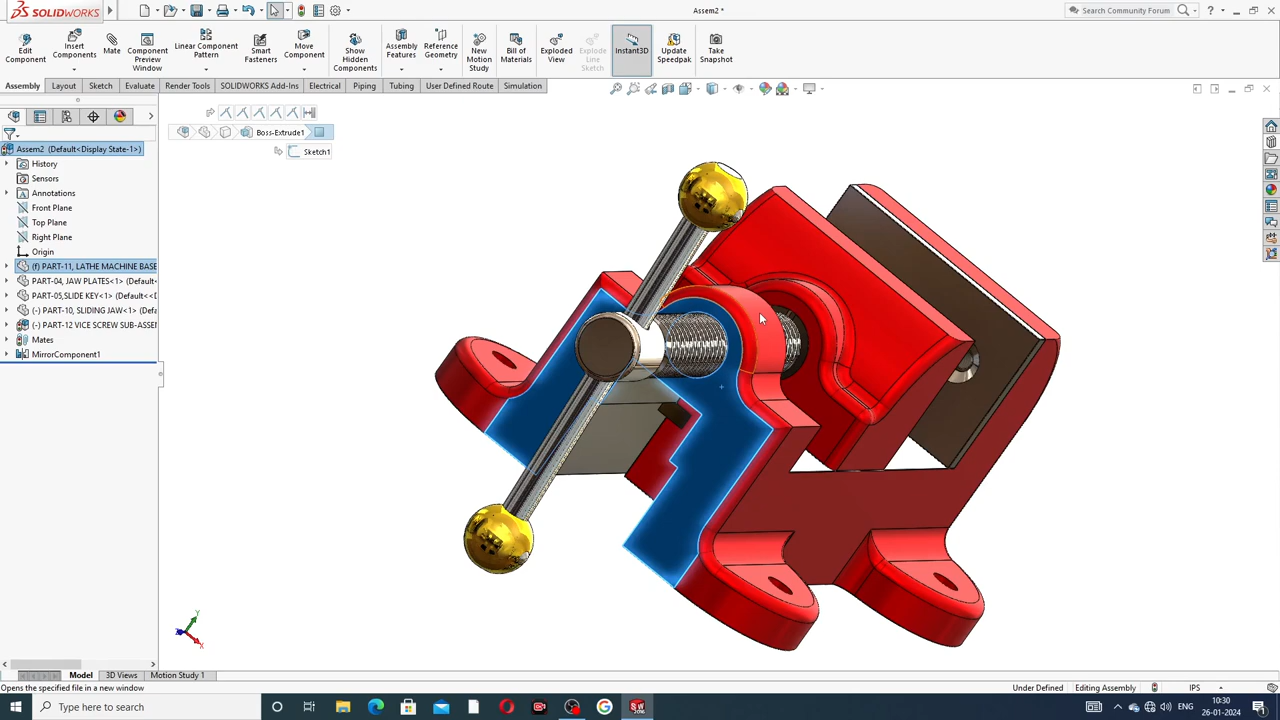 SOLIDWORKS
Assem2 *
Search Community Forum
Edit Component
Insert Components
Mate
Component Preview Window
Linear Component Pattern
Smart Fasteners
Move Component
Show Hidden Components
Assembly Features
Reference Geometry
New Motion Study
Bill of Materials
Exploded View
Explode Line Sketch
Instant3D
Update Speedpak
Take Snapshot
Assembly Layout Sketch Evaluate Render Tools SOLIDWORKS Add-Ins Electrical Piping Tubing User Defined Route Simulation
Boss-Extrude1
Sketch1
Assem2 (Default<Display State-1>)
History
Sensors
Annotations
Front Plane
Top Plane
Right Plane
Origin
(f) PART-11, LATHE MACHINE BASE
PART-04, JAW PLATES<1> (Default
PART-05,SLIDE KEY<1> (Default<<D
(-) PART-10, SLIDING JAW<1> (Def
(-) PART-12 VICE SCREW SUB-ASSEM
Mates
MirrorComponent1
Y
X
Z
Model 3D Views Motion Study 1
Opens the specified file in a new window
Under Defined Editing Assembly IPS
Type here to search
ENG
10:30
26-01-2024